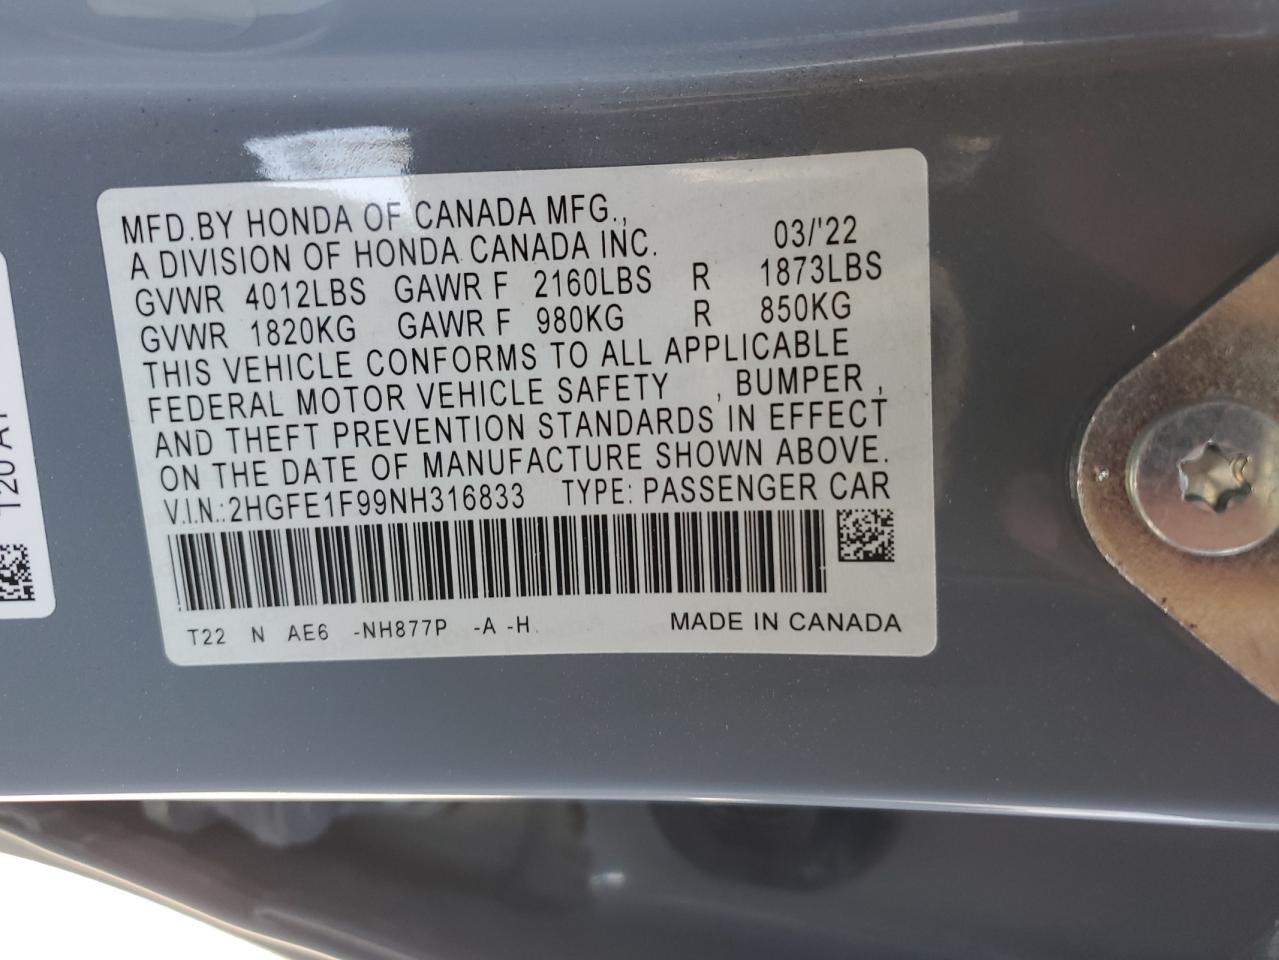 MFD.BY HONDA OF CANADA MFG.,
A DIVISION OF HONDA CANADA INC. 03/'22
GVWR 4012LBS GAWR F 2160LBS R 1873LBS
GVWR 1820KG GAWR F 980KG R 850KG
THIS VEHICLE CONFORMS TO ALL APPLICABLE
FEDERAL MOTOR VEHICLE SAFETY , BUMPER ,
AND THEFT PREVENTION STANDARDS IN EFFECT
ON THE DATE OF MANUFACTURE SHOWN ABOVE.
V.I.N.:2HGFE1F99NH316833 TYPE: PASSENGER CAR
T22 N AE6 -NH877P -A -H. MADE IN CANADA